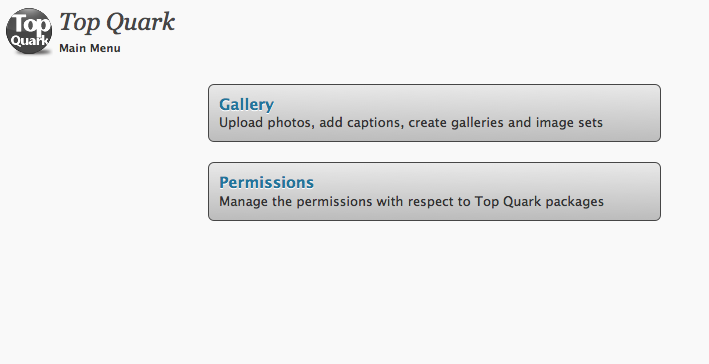 Top
Quark
Top Quark
Main Menu
Gallery
Upload photos, add captions, create galleries and image sets
Permissions
Manage the permissions with respect to Top Quark packages